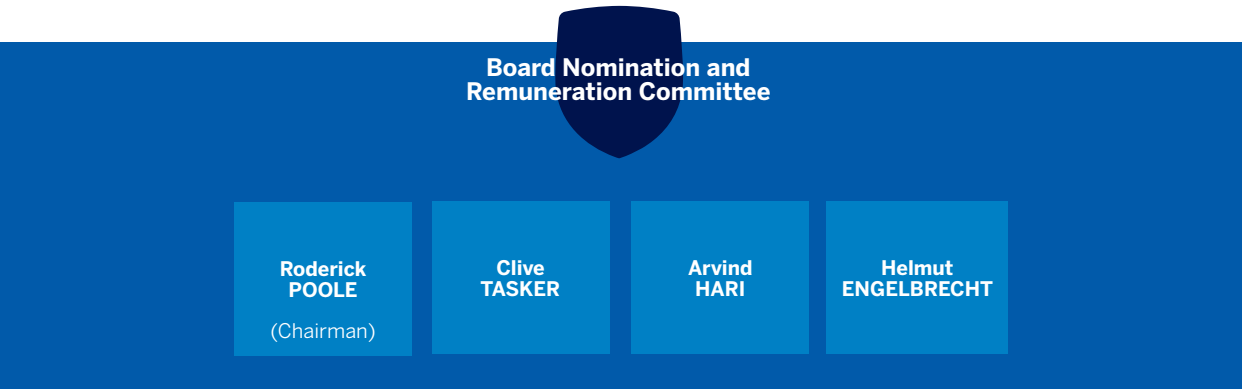 Board Nomination and
Remuneration Committee
Roderick
POOLE
(Chairman)
Clive
TASKER
Arvind
HARI
Helmut
ENGELBRECHT